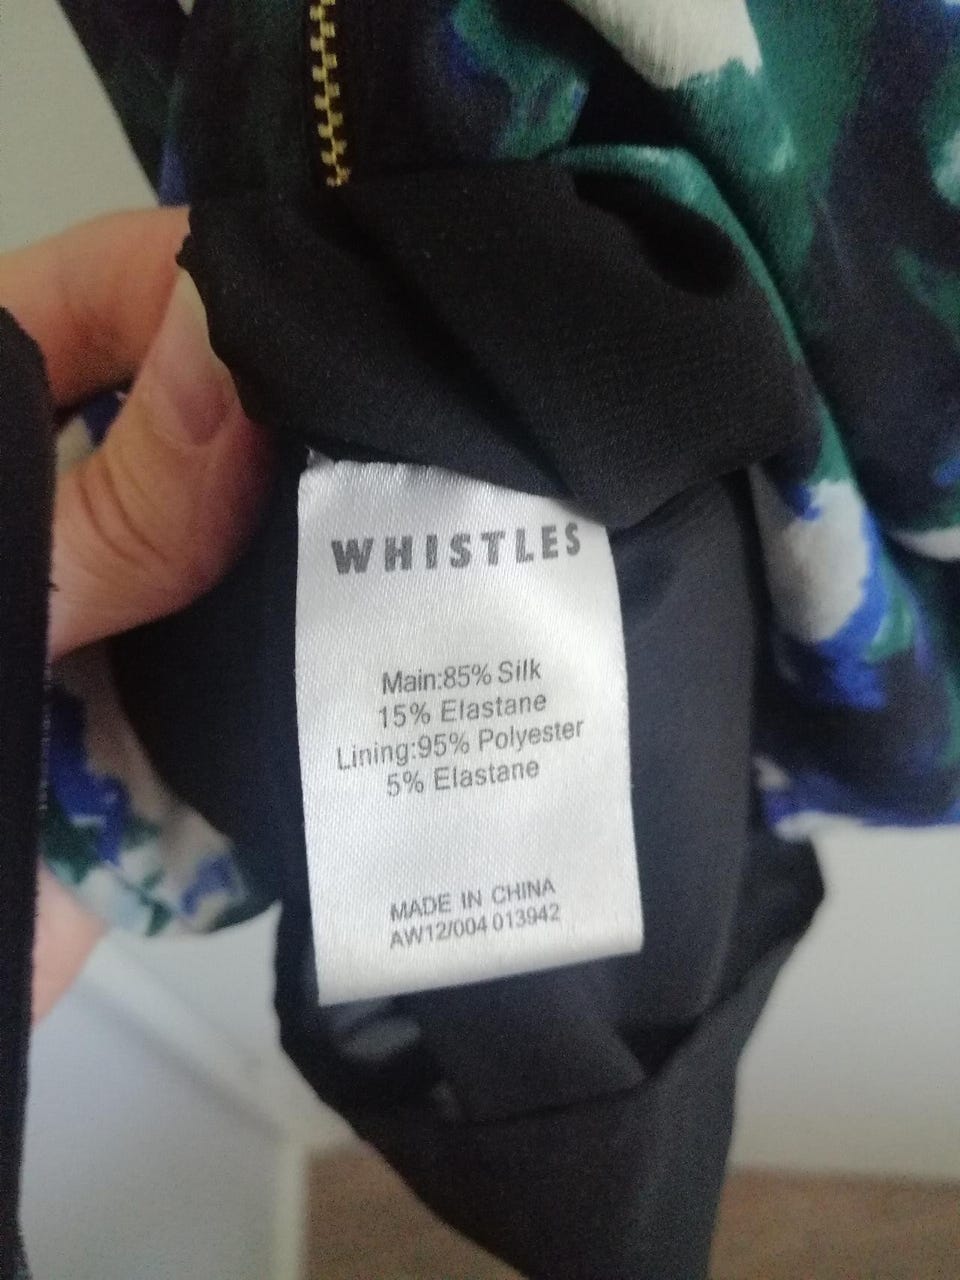 WHISTLES
Main:85% Silk
15% Elastane
Lining:95% Polyester
5% Elastane
MADE IN CHINA
AW12/004 013942